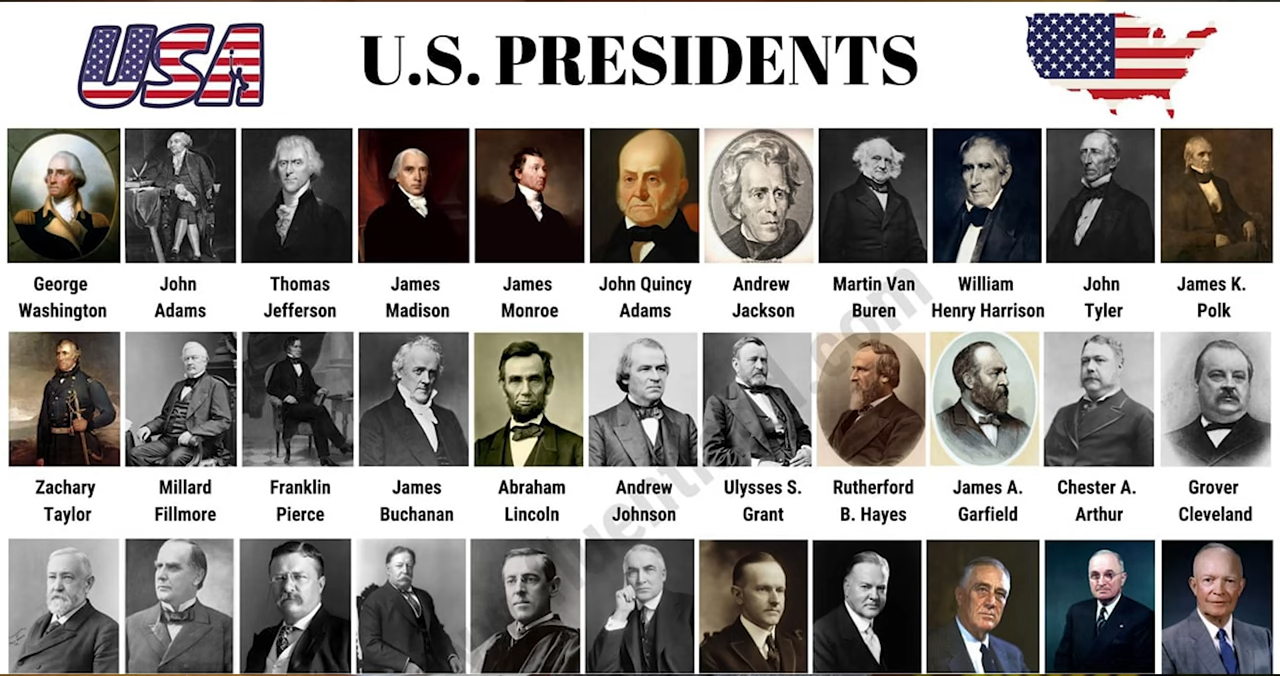 USA
U.S. PRESIDENTS
George Washington
John Adams
Thomas Jefferson
James Madison
James Monroe
John Quincy Adams
Andrew Jackson
Martin Van Buren
William Henry Harrison
John Tyler
James K. Polk
Zachary Taylor
Millard Fillmore
Franklin Pierce
James Buchanan
Abraham Lincoln
Andrew Johnson
Ulysses S. Grant
Rutherford B. Hayes
James A. Garfield
Chester A. Arthur
Grover Cleveland